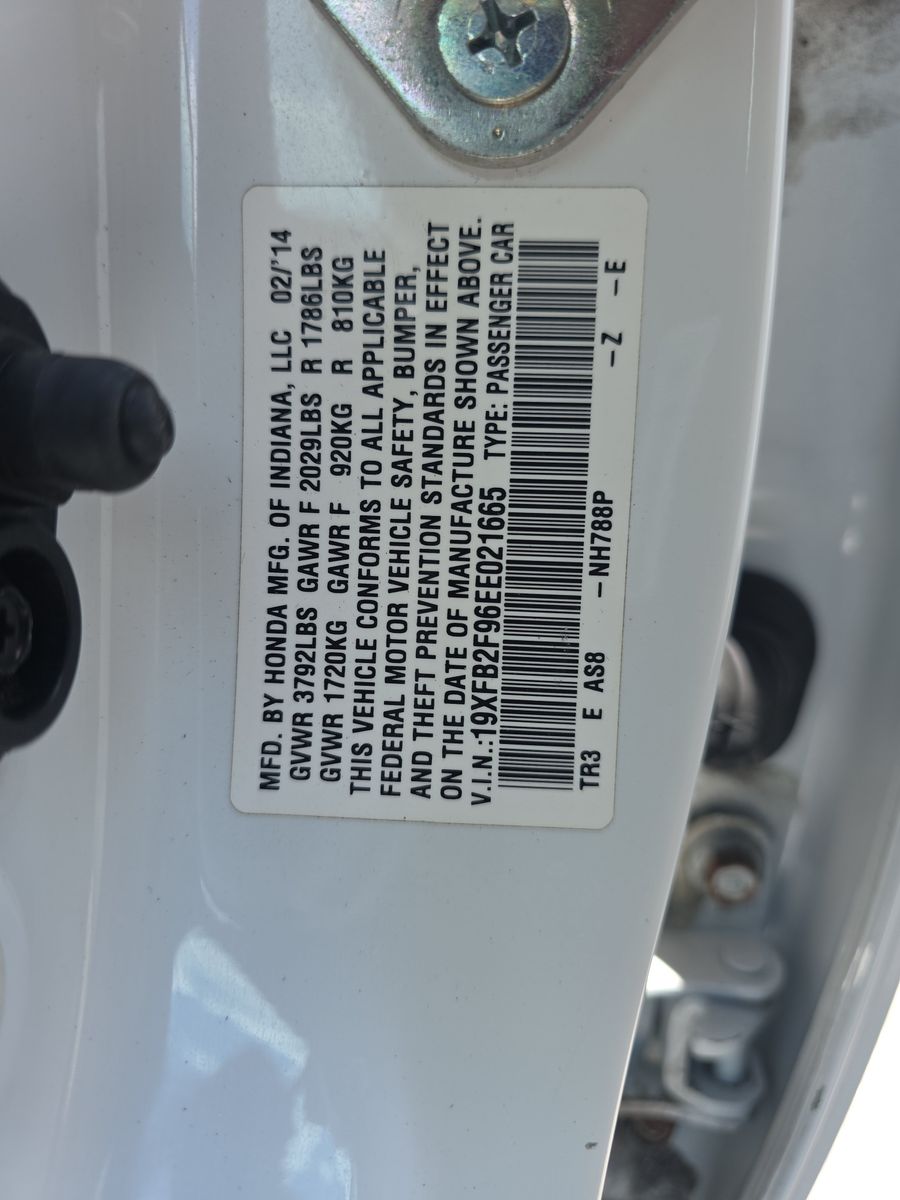 MFD. BY HONDA MFG. OF INDIANA, LLC 02/'14
GVWR 3792LBS GAWR F 2029LBS R 1786LBS
GVWR 1720KG GAWR F 920KG R 810KG
THIS VEHICLE CONFORMS TO ALL APPLICABLE
FEDERAL MOTOR VEHICLE SAFETY, BUMPER,
AND THEFT PREVENTION STANDARDS IN EFFECT
ON THE DATE OF MANUFACTURE SHOWN ABOVE.
V.I.N.:19XFB2F96EE021665 TYPE: PASSENGER CAR
TR3 E AS8 –NH788P –Z –E